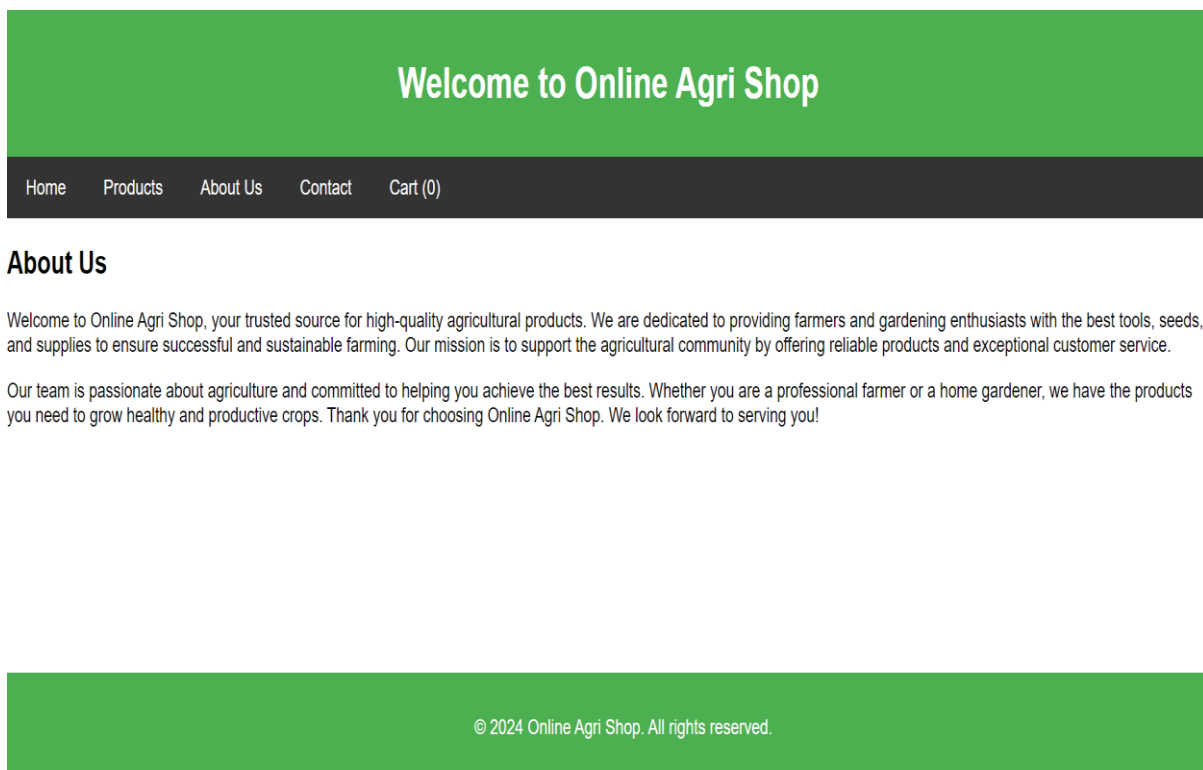 Welcome to Online Agri Shop
Home Products About Us Contact Cart (0)
About Us
Welcome to Online Agri Shop, your trusted source for high-quality agricultural products. We are dedicated to providing farmers and gardening enthusiasts with the best tools, seeds,
and supplies to ensure successful and sustainable farming. Our mission is to support the agricultural community by offering reliable products and exceptional customer service.
Our team is passionate about agriculture and committed to helping you achieve the best results. Whether you are a professional farmer or a home gardener, we have the products
you need to grow healthy and productive crops. Thank you for choosing Online Agri Shop. We look forward to serving you!
© 2024 Online Agri Shop. All rights reserved.